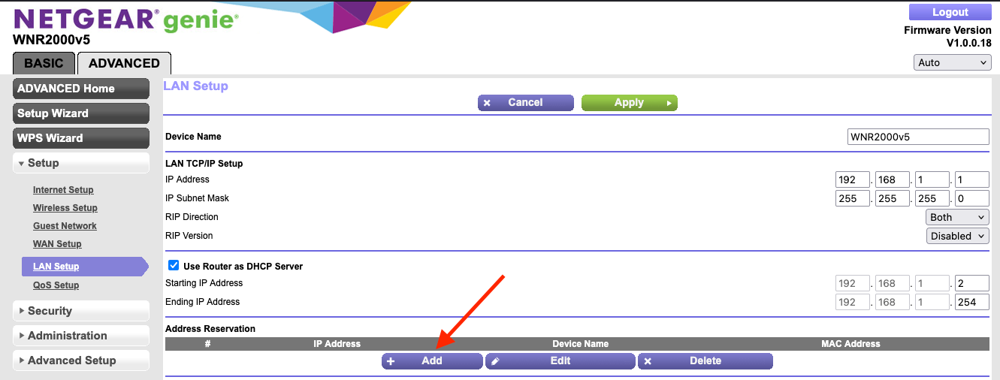 NETGEAR® genie®
Logout
WNR2000v5
Firmware Version
V1.0.0.18
BASIC
ADVANCED
Auto
ADVANCED Home
Setup Wizard
WPS Wizard
Setup
Internet Setup
Wireless Setup
Guest Network
WAN Setup
LAN Setup
QoS Setup
Security
Administration
Advanced Setup
LAN Setup
Cancel
Apply
Device Name WNR2000v5
LAN TCP/IP Setup
IP Address 192 . 168 . 1 . 1
IP Subnet Mask 255 . 255 . 255 . 0
RIP Direction Both
RIP Version Disabled
Use Router as DHCP Server
Starting IP Address 192 . 168 . 1 . 2
Ending IP Address 192 . 168 . 1 . 254
Address Reservation
# IP Address Device Name MAC Address
Add Edit Delete